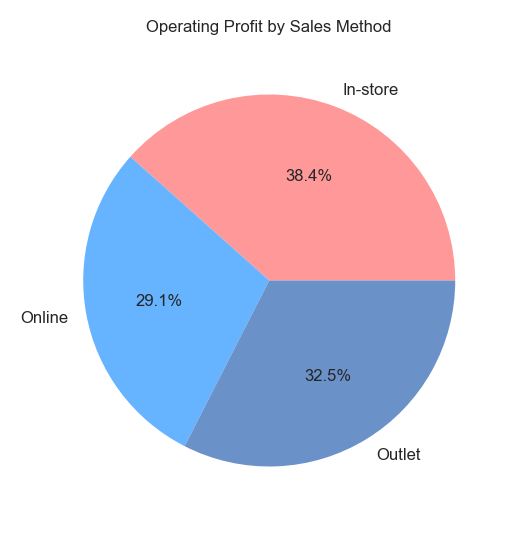 Operating Profit by Sales Method
In-store
38.4%
29.1%
Online
32.5%
Outlet